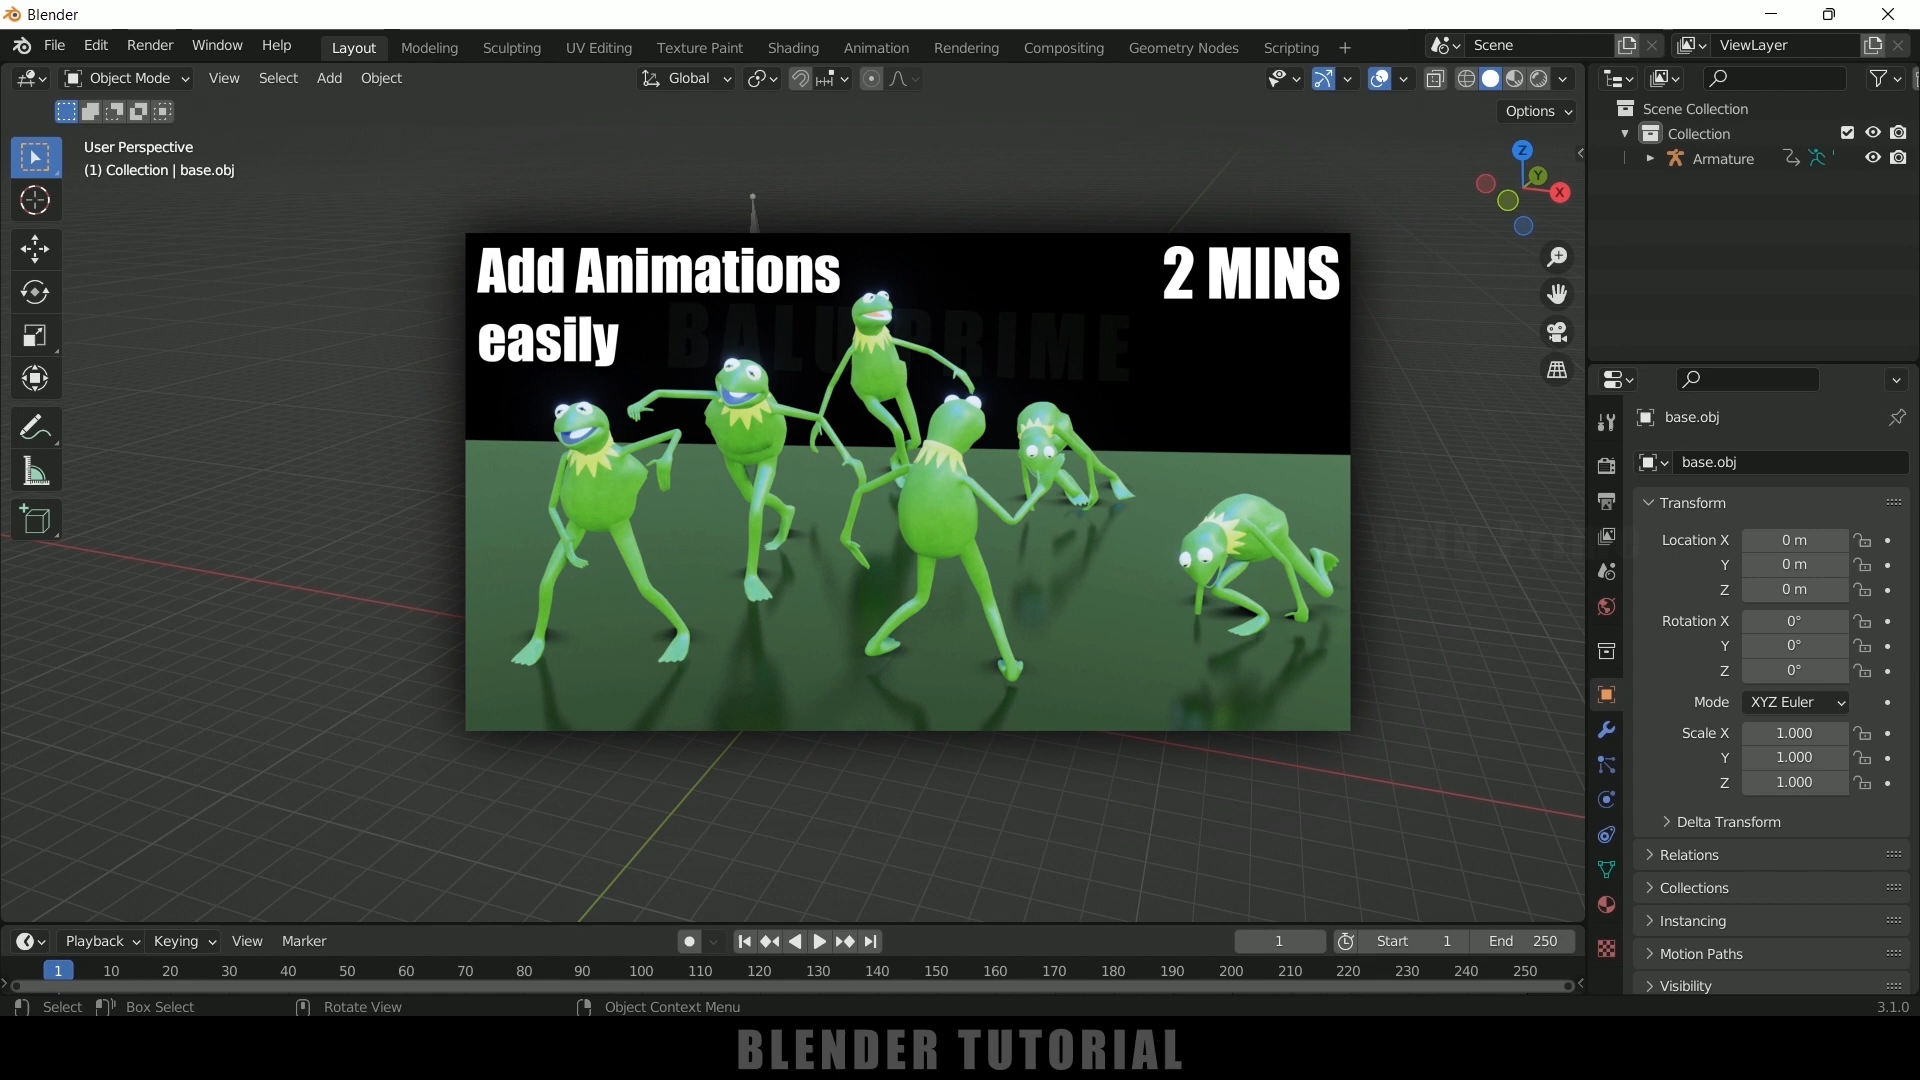 Blender
File Edit Render Window Help Layout Modeling Sculpting UV Editing Texture Paint Shading Animation Rendering Compositing Geometry Nodes Scripting + Scene ViewLayer
Object Mode View Select Add Object Global
Options
User Perspective
(1) Collection | base.obj
Z
Y
X
Scene Collection
Collection
Armature
Add Animations
easily
2 MINS
BALU PRIME
base.obj
base.obj
Transform
Location X 0 m
Y 0 m
Z 0 m
Rotation X 0°
Y 0°
Z 0°
Mode XYZ Euler
Scale X 1.000
Y 1.000
Z 1.000
Delta Transform
Relations
Collections
Instancing
Motion Paths
Visibility
Playback Keying View Marker 1 Start 1 End 250
1 10 20 30 40 50 60 70 80 90 100 110 120 130 140 150 160 170 180 190 200 210 220 230 240 250
Select Box Select Rotate View Object Context Menu 3.1.0
BLENDER TUTORIAL